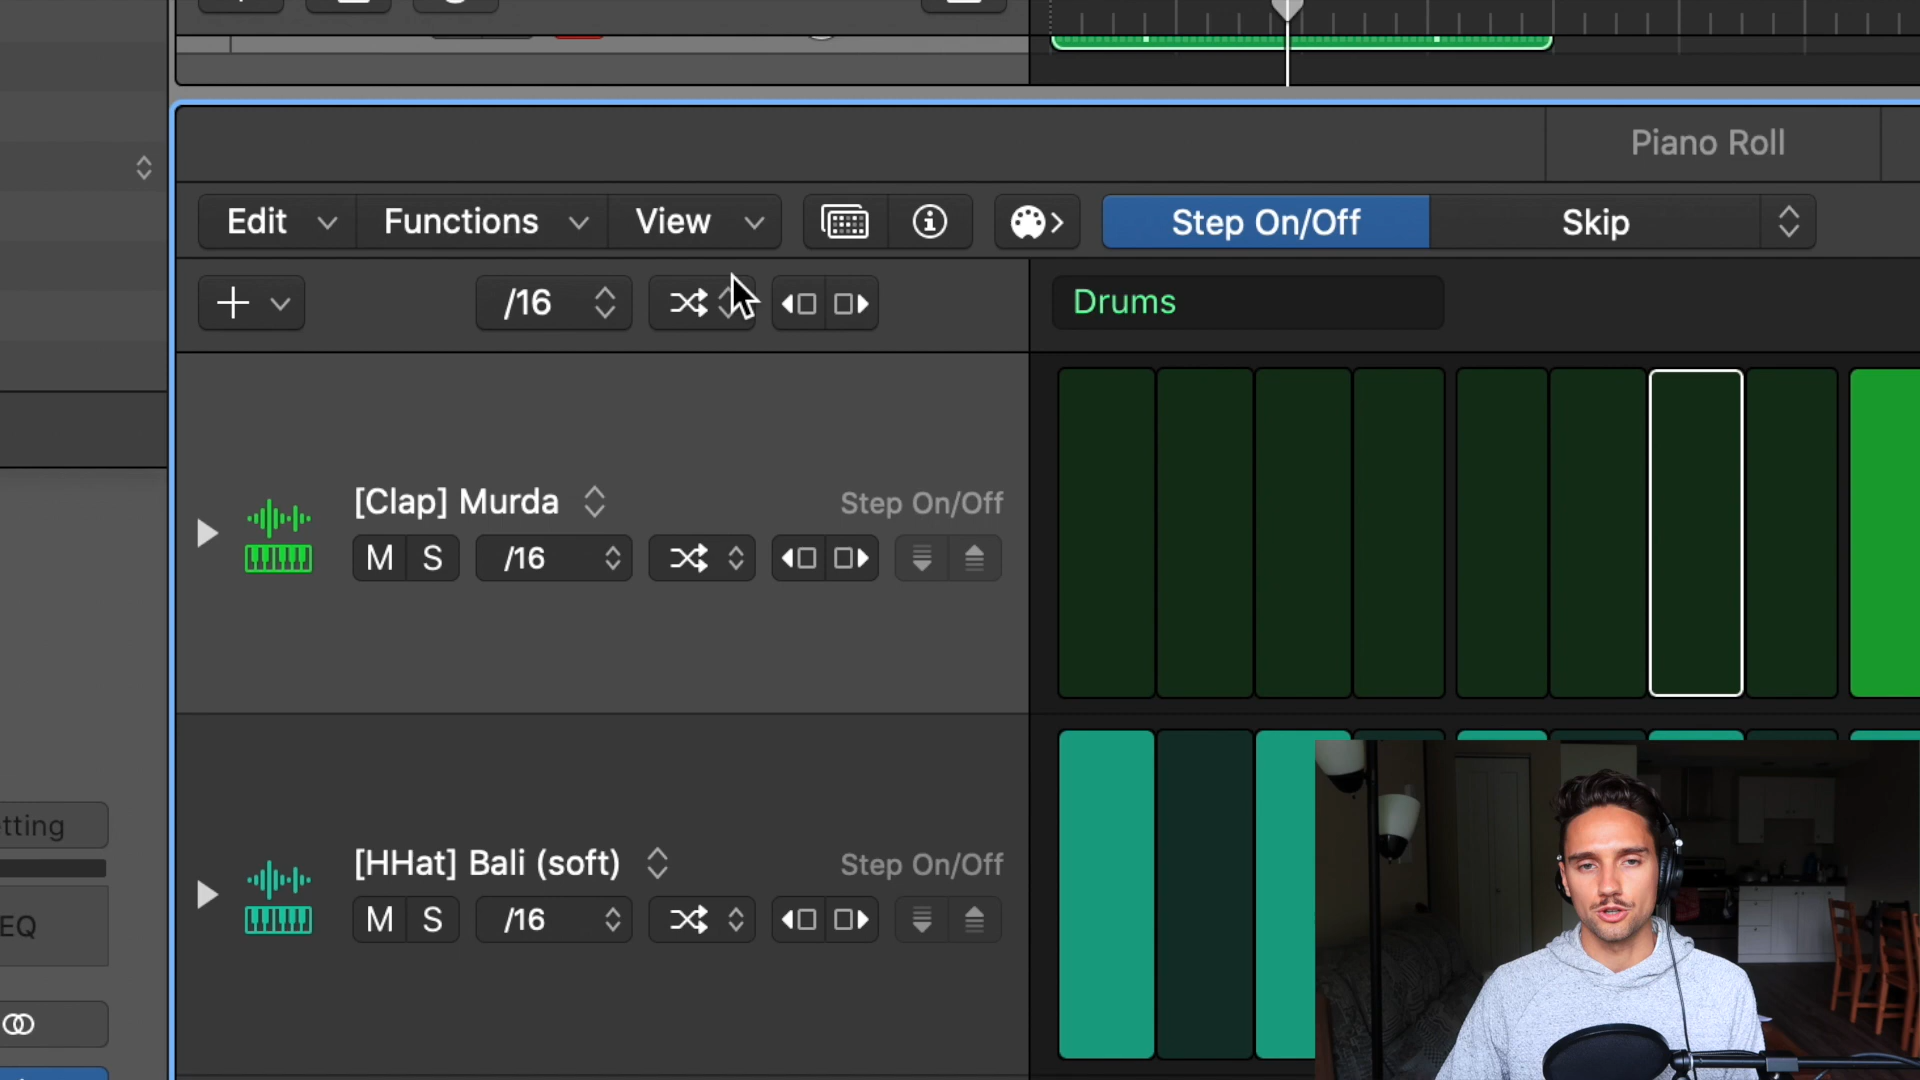 Piano Roll
Edit Functions View Step On/Off Skip
/16 Drums
[Clap] Murda Step On/Off
M S /16
[HHat] Bali (soft) Step On/Off
M S /16
etting
EQ